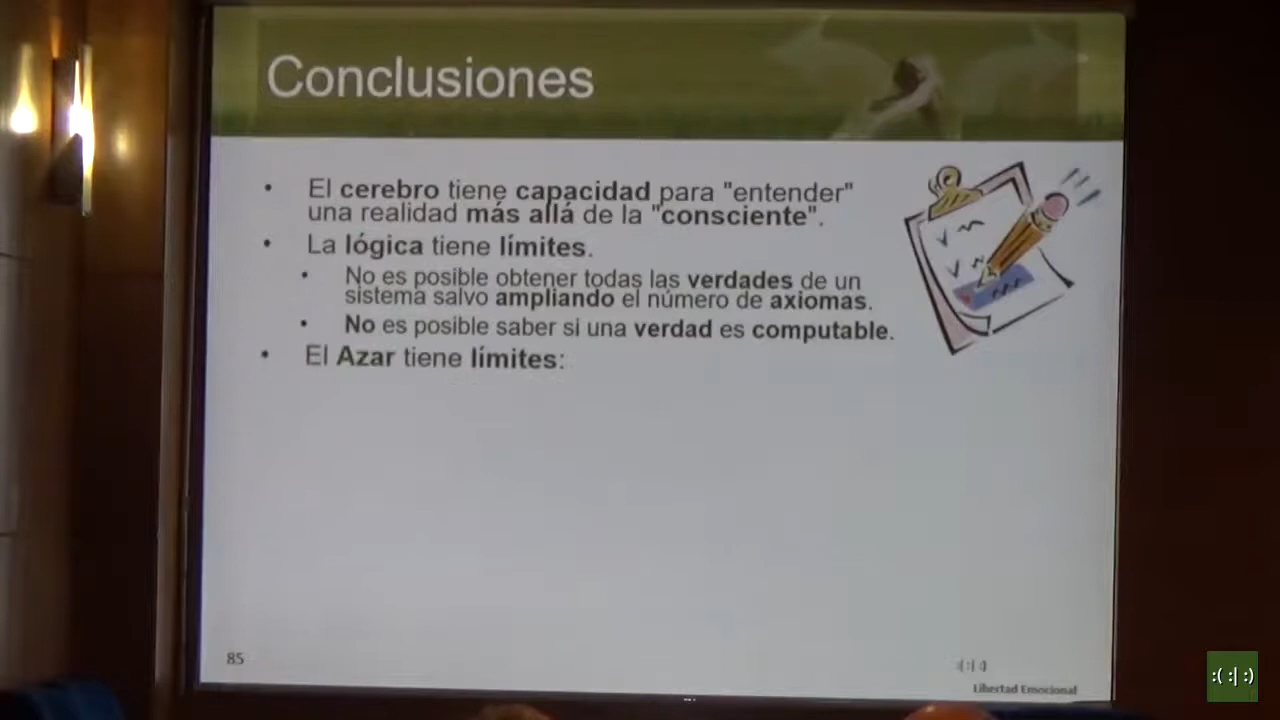 Conclusiones
• El cerebro tiene capacidad para "entender"
una realidad más allá de la "consciente".
• La lógica tiene límites.
• No es posible obtener todas las verdades de un
sistema salvo ampliando el número de axiomas.
• No es posible saber si una verdad es computable.
• El Azar tiene límites:
85
:( :| :)
Libertad Emocional
:( :| :)